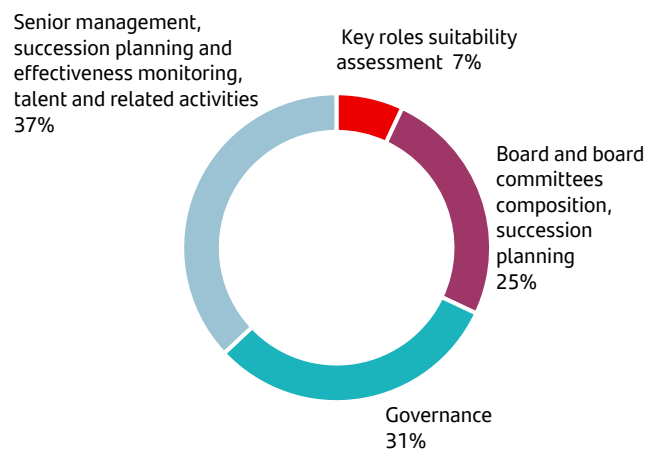 Senior management,
succession planning and
effectiveness monitoring,
talent and related activities
37%
Key roles suitability
assessment 7%
Board and board
committees
composition,
succession
planning
25%
Governance
31%